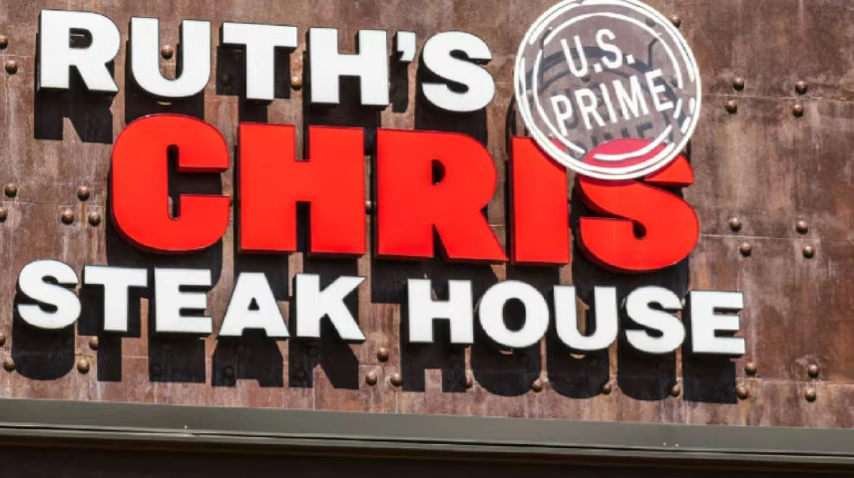 RUTH'S
U.S.
PRIME
CHRIS
STEAK HOUSE